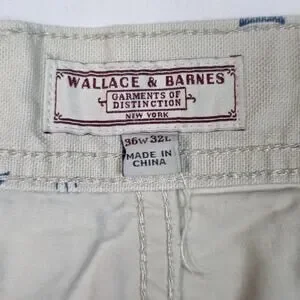 WALLACE & BARNES
GARMENTS OF
DISTINCTION
NEW YORK
36W 32L
MADE IN
CHINA